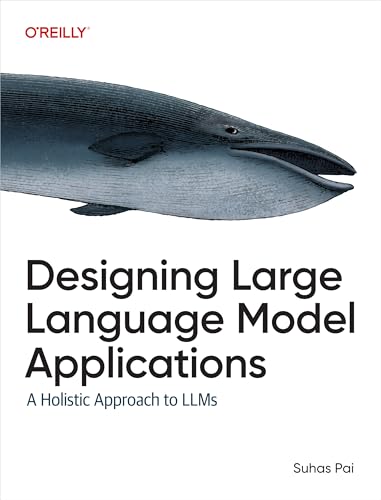 O'REILLY®
Designing Large
Language Model
Applications
A Holistic Approach to LLMs
Suhas Pai